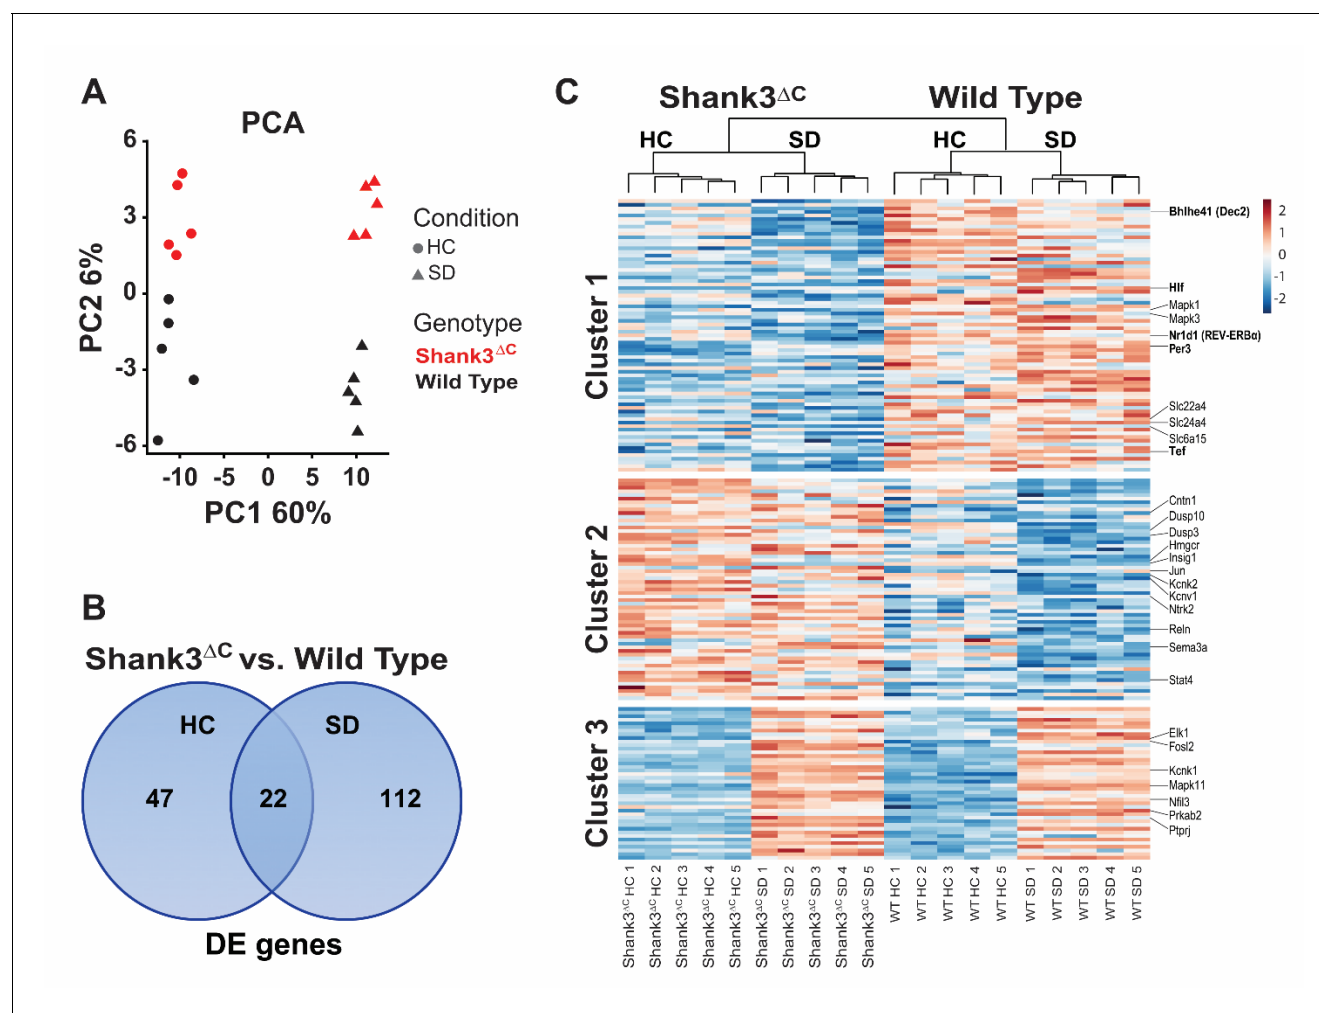 A
PCA
PC2 6%
6
3
0
-3
-6
-10
-5
0
5
10
PC1 60%
Condition
HC
SD
Genotype
Shank3ΔC
Wild Type
B
Shank3ΔC vs. Wild Type
HC
SD
47
22
112
DE genes
C
Shank3ΔC
Wild Type
HC
SD
HC
SD
Cluster 1
Cluster 2
Cluster 3
Bhlhe41 (Dec2)
Hlf
Mapk1
Mapk3
Nr1d1 (REV-ERBα)
Per3
Slc22a4
Slc24a4
Slc6a15
Tef
Cntn1
Dusp10
Dusp3
Hmgcr
Insig1
Jun
Kcnk2
Kcnv1
Ntrk2
Reln
Sema3a
Stat4
Elk1
Fosl2
Kcnk1
Mapk11
Nfil3
Prkab2
Ptprj
2
1
0
-1
-2
Shank3ΔC HC 1
Shank3ΔC HC 2
Shank3ΔC HC 3
Shank3ΔC HC 4
Shank3ΔC HC 5
Shank3ΔC SD 1
Shank3ΔC SD 2
Shank3ΔC SD 3
Shank3ΔC SD 4
Shank3ΔC SD 5
WT HC 1
WT HC 2
WT HC 3
WT HC 4
WT HC 5
WT SD 1
WT SD 2
WT SD 3
WT SD 4
WT SD 5